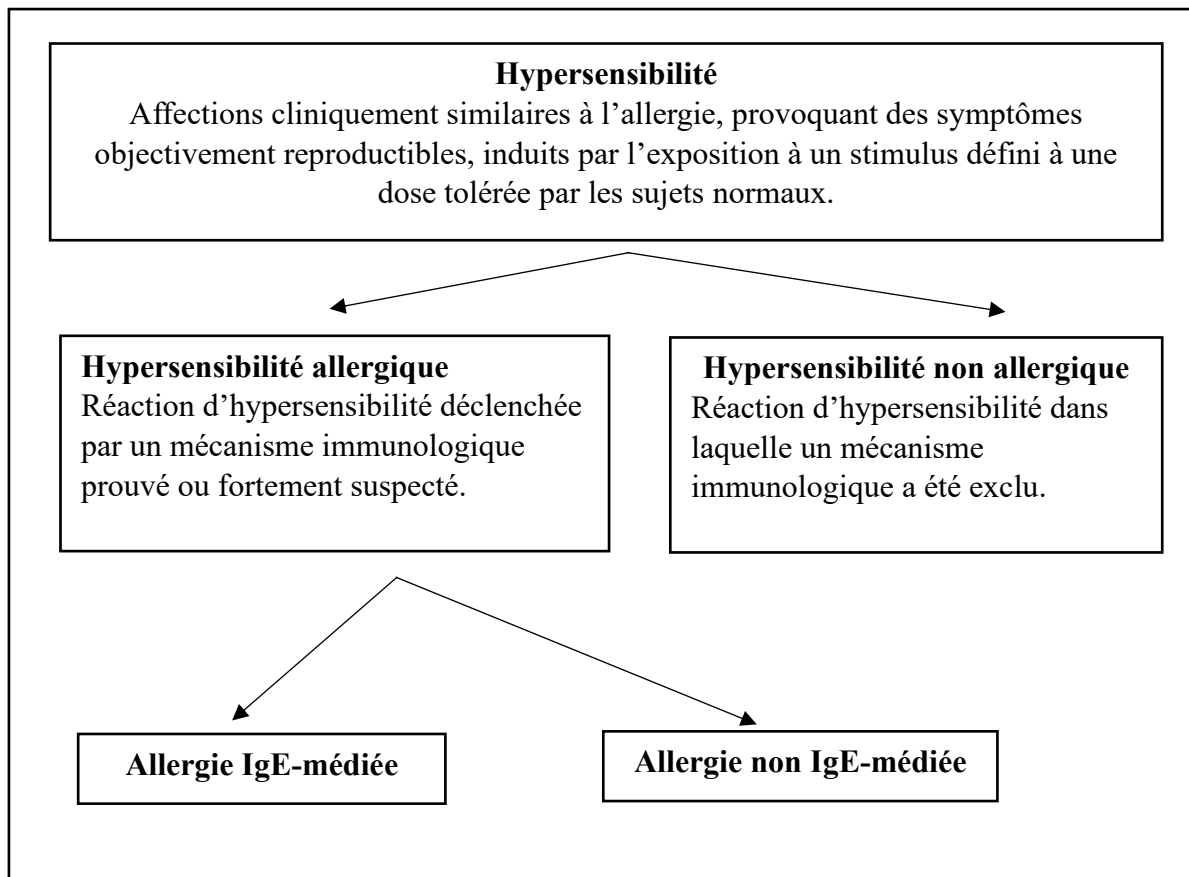 Hypersensibilité
Affections cliniquement similaires à l’allergie, provoquant des symptômes
objectivement reproductibles, induits par l’exposition à un stimulus défini à une
dose tolérée par les sujets normaux.
Hypersensibilité allergique
Réaction d’hypersensibilité déclenchée
par un mécanisme immunologique
prouvé ou fortement suspecté.
Hypersensibilité non allergique
Réaction d’hypersensibilité dans
laquelle un mécanisme
immunologique a été exclu.
Allergie IgE-médiée
Allergie non IgE-médiée